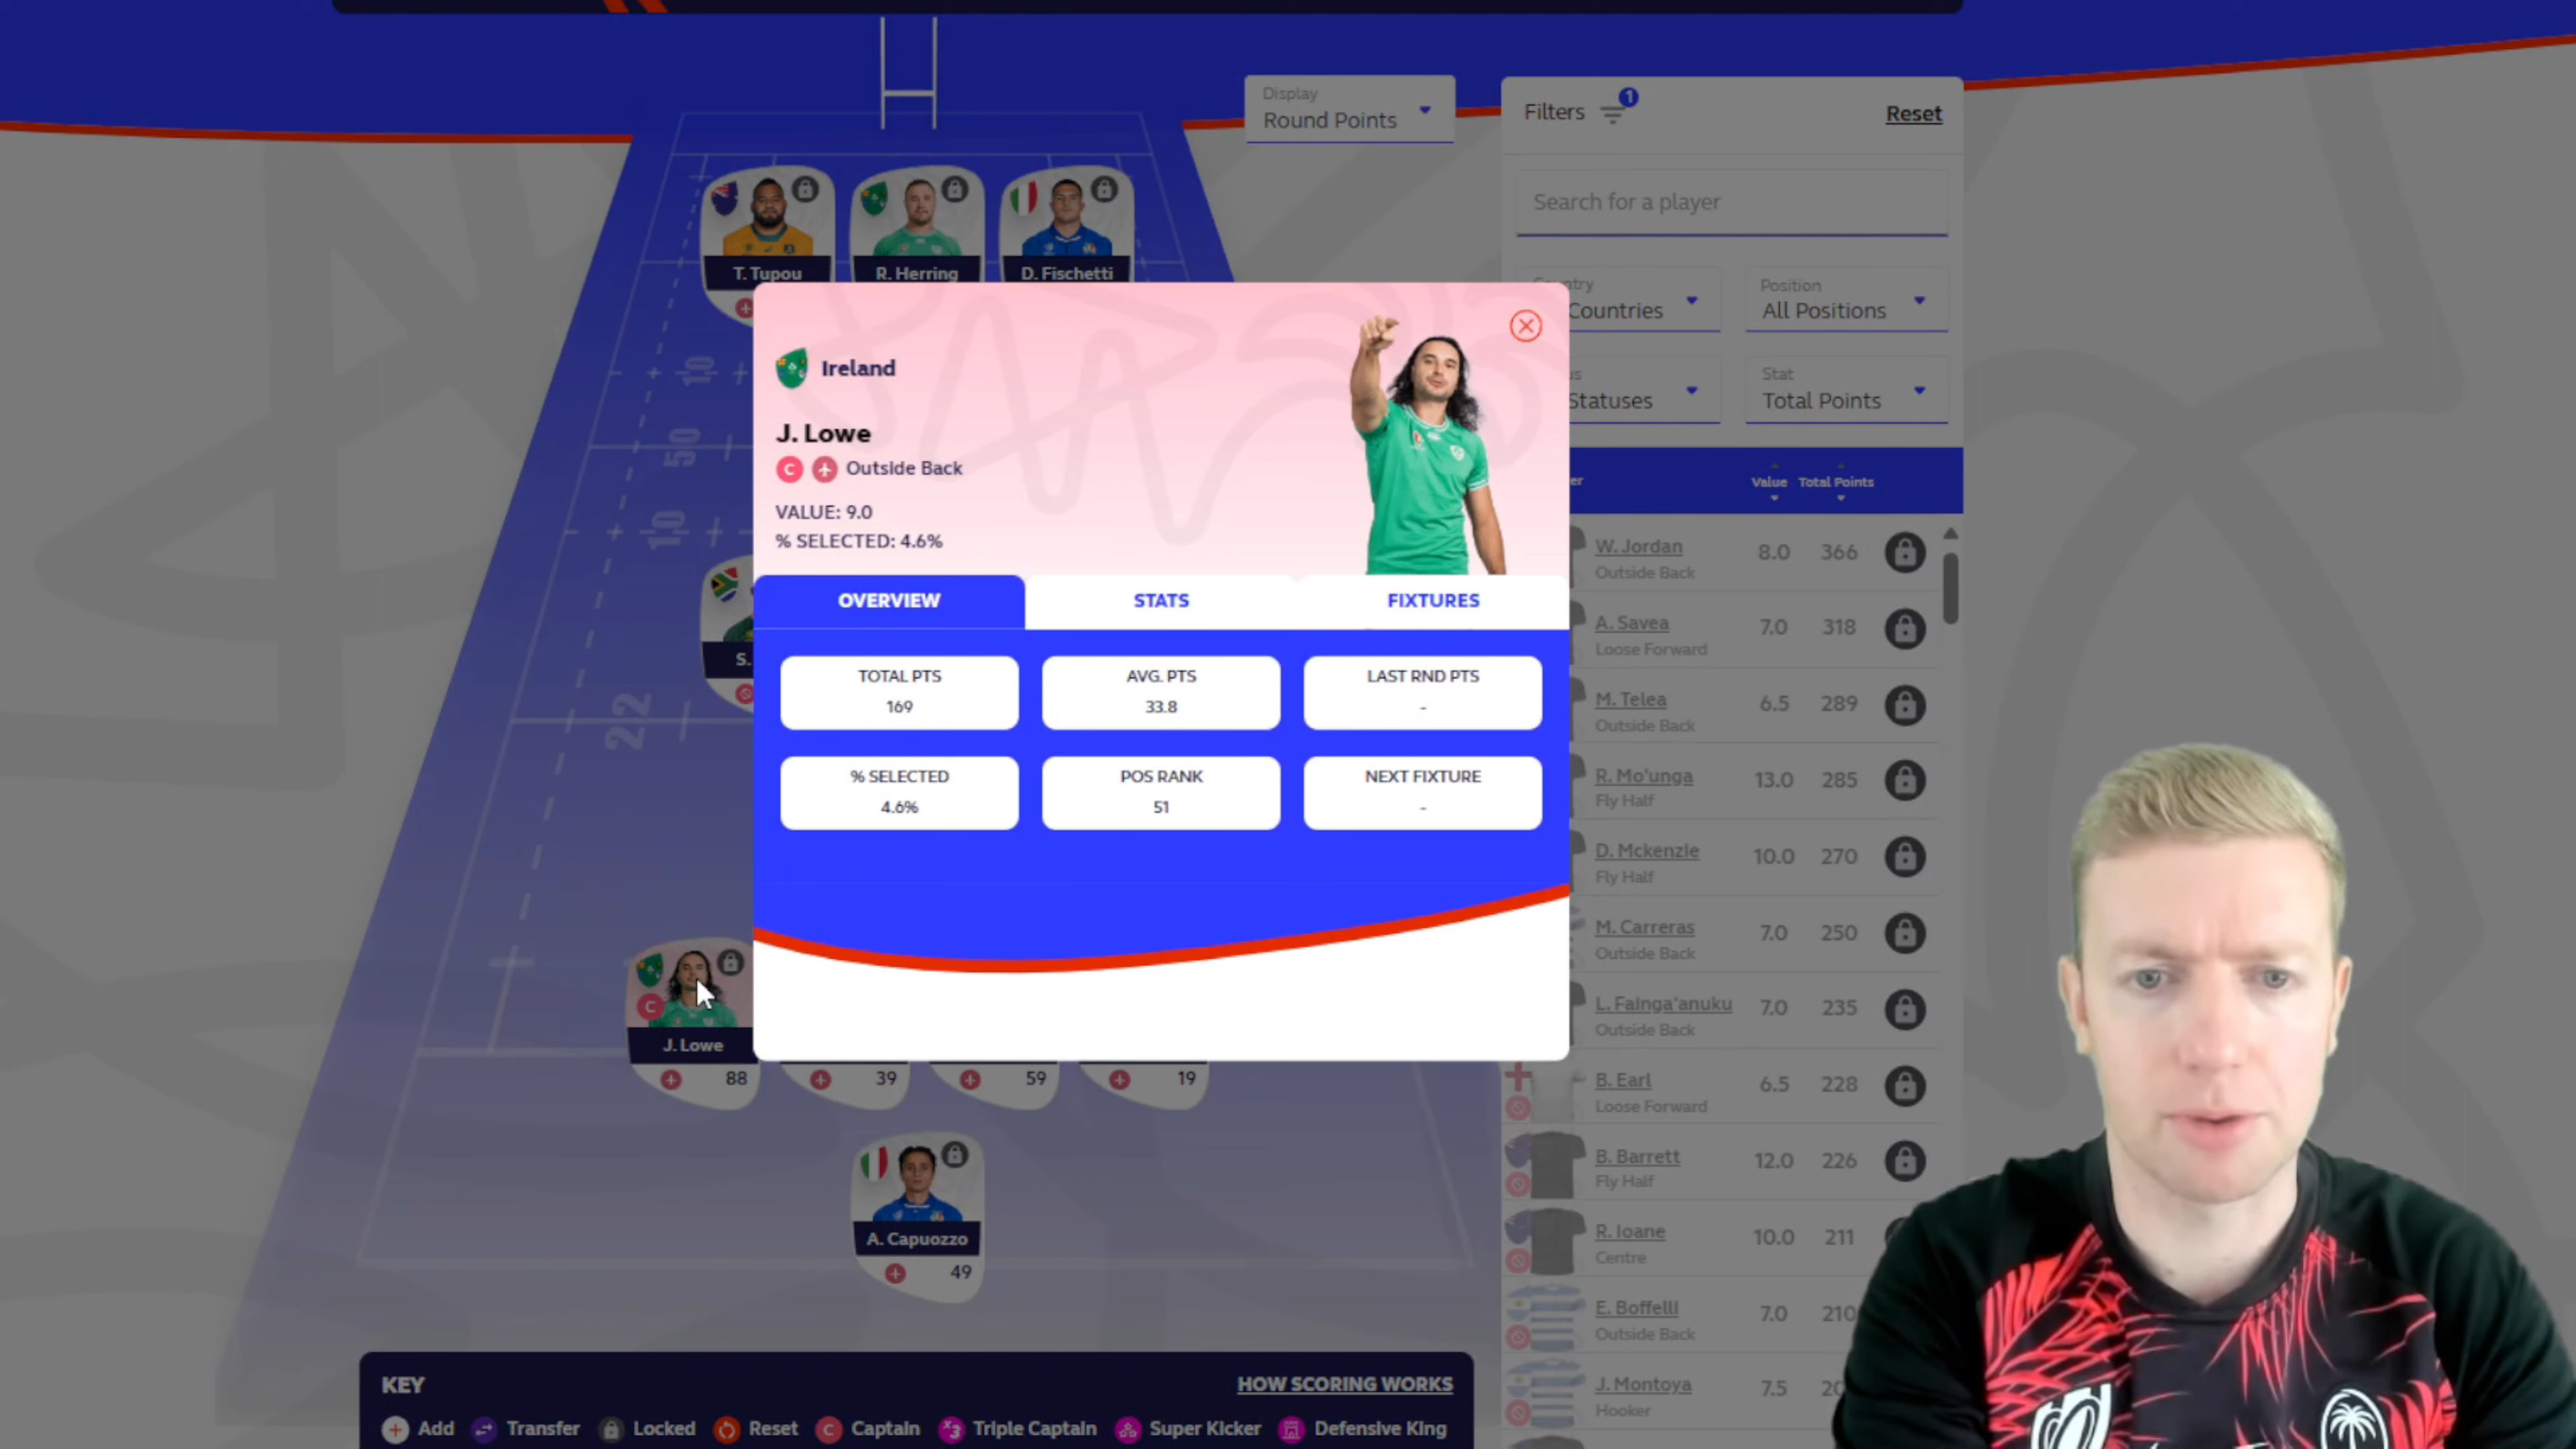 Display
Round Points
Filters
1
Reset
Search for a player
Countries
Position
All Positions
Statuses
Stat
Total Points
Value
Total Points
T. Tupou
R. Herring
D. Fischetti
10
50
10
22
S.
Ireland
J. Lowe
C
Outside Back
VALUE: 9.0
% SELECTED: 4.6%
OVERVIEW
STATS
FIXTURES
TOTAL PTS
169
AVG. PTS
33.8
LAST RND PTS
-
% SELECTED
4.6%
POS RANK
51
NEXT FIXTURE
-
W. Jordan
8.0
366
Outside Back
A. Savea
7.0
318
Loose Forward
M. Telea
6.5
289
Outside Back
R. Mo'unga
13.0
285
Fly Half
D. Mckenzie
10.0
270
Fly Half
M. Carreras
7.0
250
Outside Back
L. Fainga'anuku
7.0
235
Outside Back
B. Earl
6.5
228
Loose Forward
B. Barrett
12.0
226
Fly Half
R. Ioane
10.0
211
Centre
E. Boffelli
7.0
210
Outside Back
J. Montoya
7.5
Hooker
C
J. Lowe
88
39
59
19
A. Capuozzo
49
KEY
HOW SCORING WORKS
Add
Transfer
Locked
Reset
C
Captain
x3
Triple Captain
Super Kicker
Defensive King